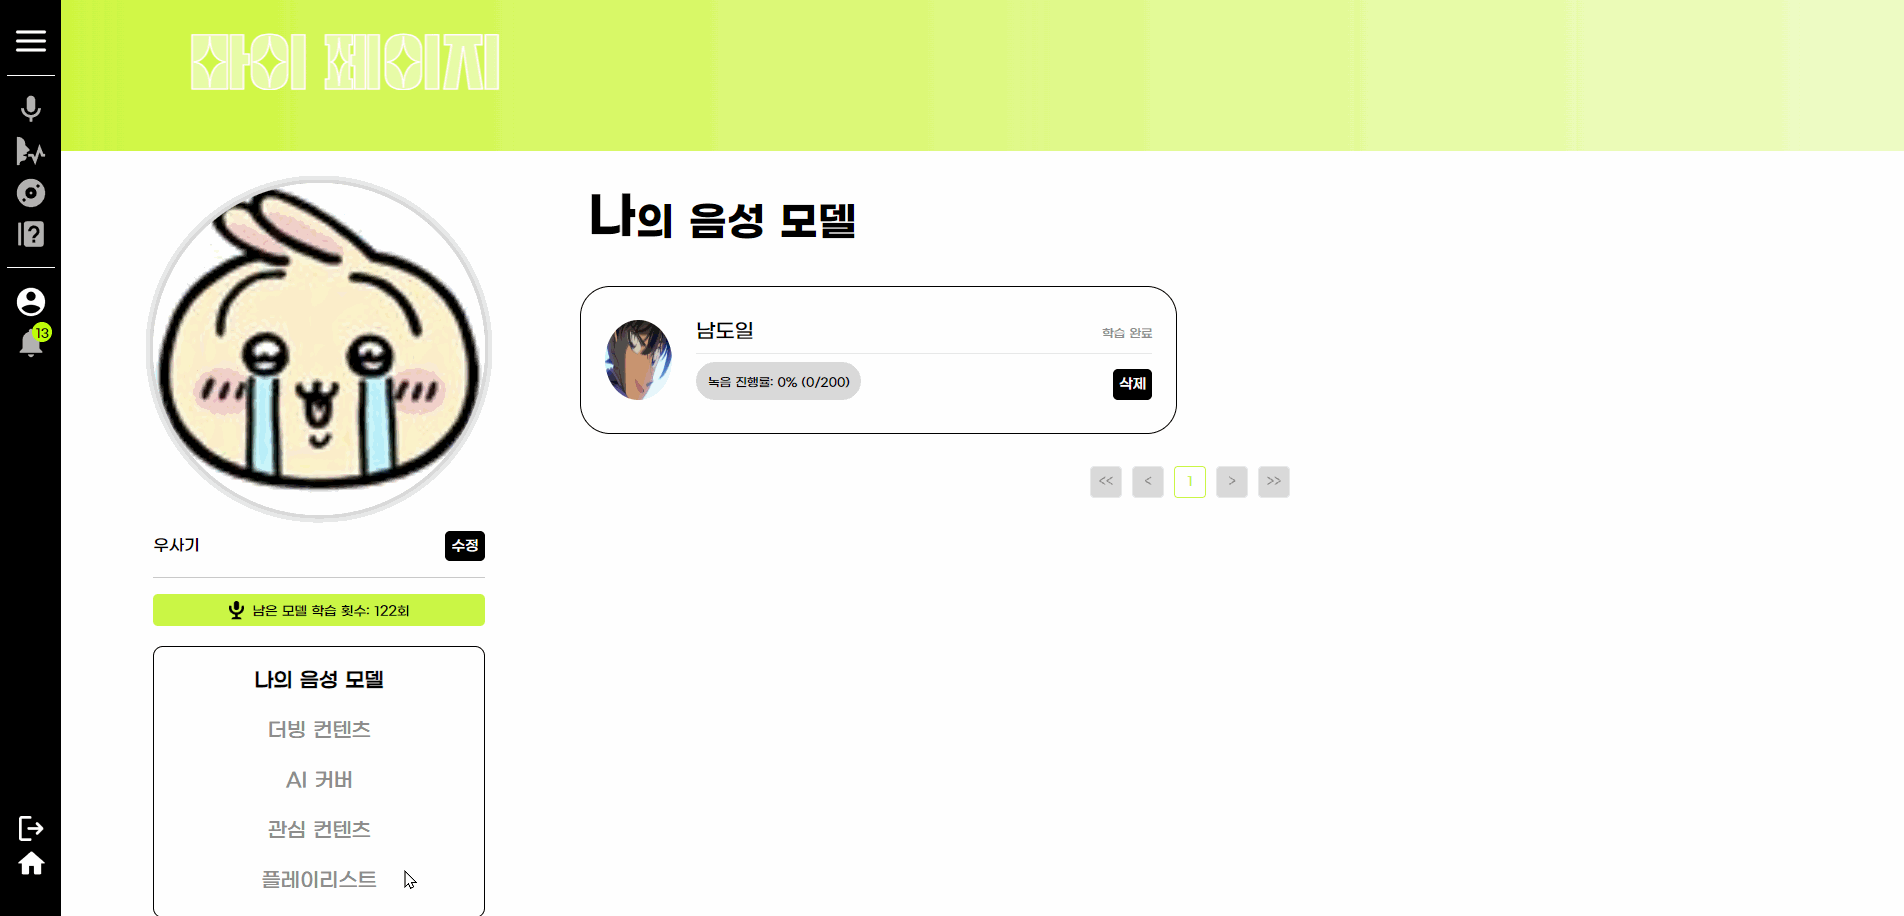 마이 페이지
13
나의 음성 모델
남도일
학습 완료
녹음 진행률: 0% (0/200)
삭제
<< < 1 > >>
우사기
수정
남은 모델 학습 횟수: 122회
나의 음성 모델
더빙 컨텐츠
AI 커버
관심 컨텐츠
플레이리스트